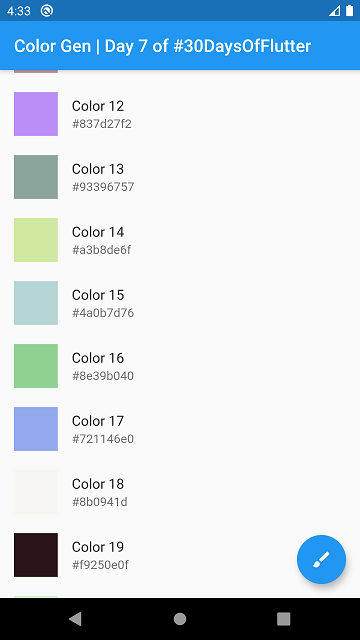 4:33
Color Gen | Day 7 of #30DaysOfFlutter
Color 12
#837d27f2
Color 13
#93396757
Color 14
#a3b8de6f
Color 15
#4a0b7d76
Color 16
#8e39b040
Color 17
#721146e0
Color 18
#8b0941d
Color 19
#f9250e0f